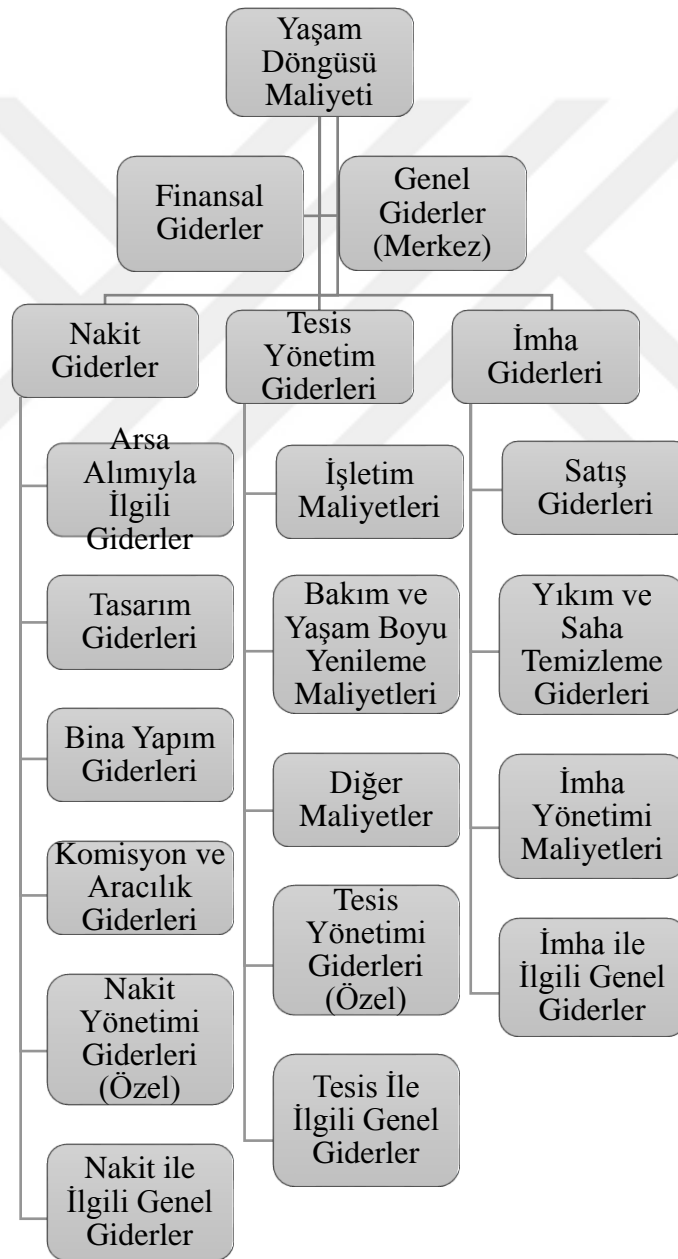 Yaşam
Döngüsü
Maliyeti
Finansal
Giderler
Genel
Giderler
(Merkez)
Nakit
Giderler
Arsa
Alımıyla
İlgili
Giderler
Tasarım
Giderleri
Bina Yapım
Giderleri
Komisyon ve
Aracılık
Giderleri
Nakit
Yönetimi
Giderleri
(Özel)
Nakit ile
İlgili Genel
Giderler
Tesis
Yönetim
Giderleri
İşletim
Maliyetleri
Bakım ve
Yaşam Boyu
Yenileme
Maliyetleri
Diğer
Maliyetler
Tesis
Yönetimi
Giderleri
(Özel)
Tesis İle
İlgili Genel
Giderler
İmha
Giderleri
Satış
Giderleri
Yıkım ve
Saha
Temizleme
Giderleri
İmha
Yönetimi
Maliyetleri
İmha ile
İlgili Genel
Giderler